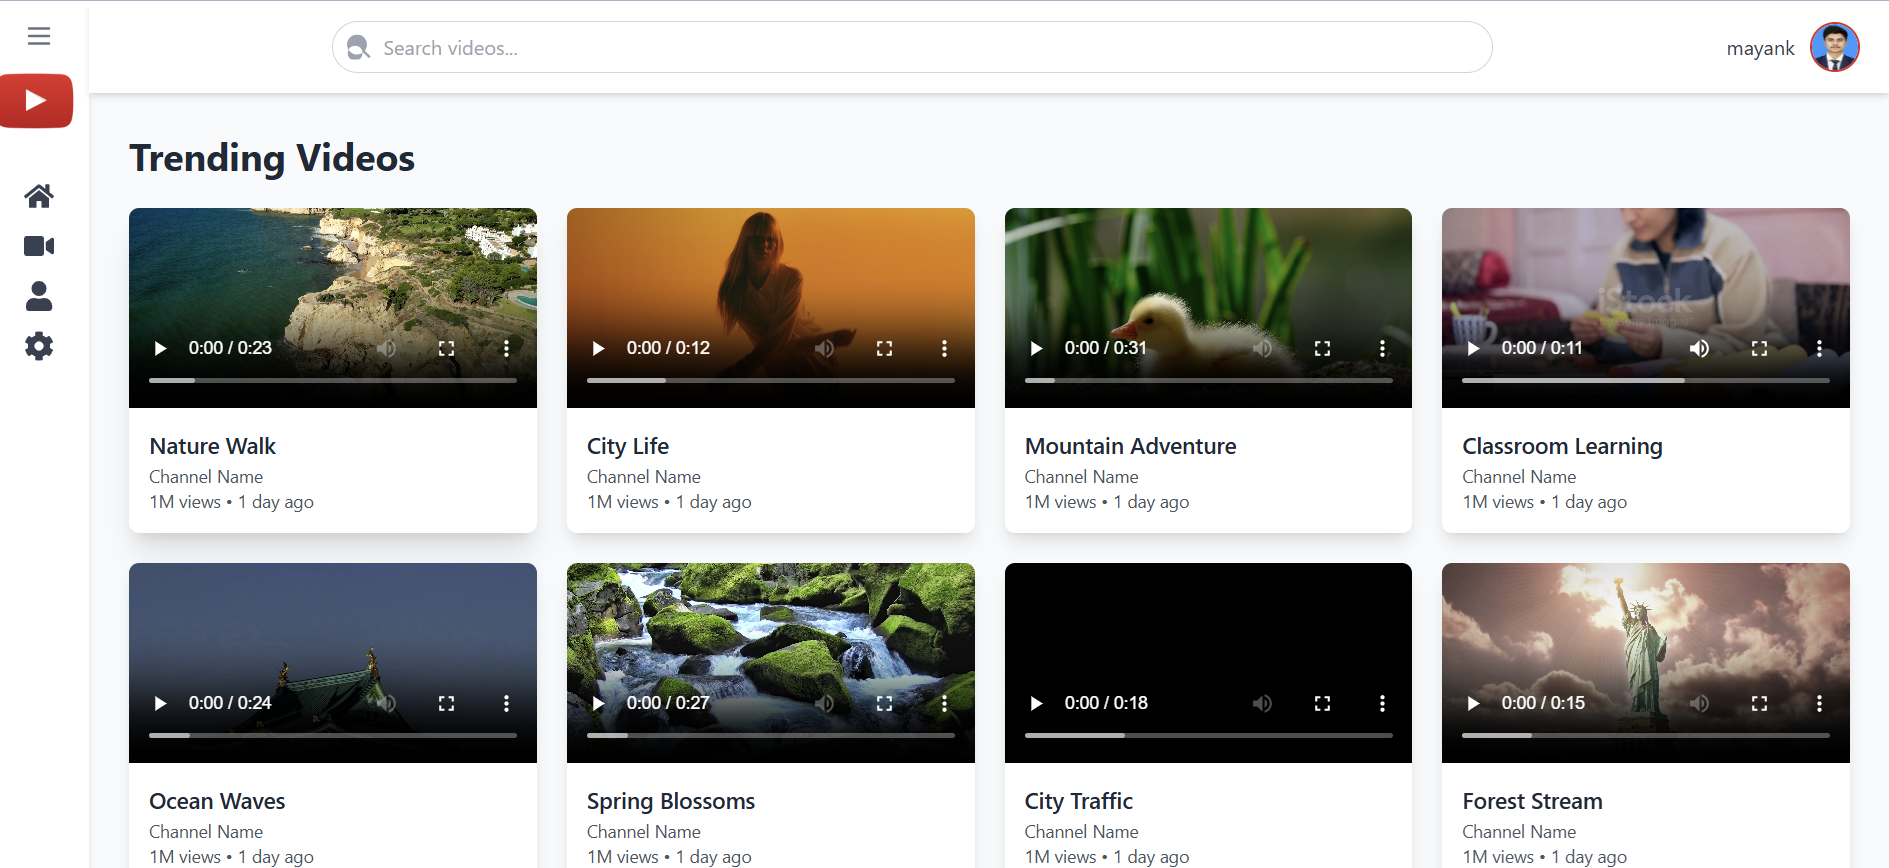 Search videos...
mayank
Trending Videos
0:00 / 0:23
0:00 / 0:12
0:00 / 0:31
iStock
0:00 / 0:11
Nature Walk
Channel Name
1M views • 1 day ago
City Life
Channel Name
1M views • 1 day ago
Mountain Adventure
Channel Name
1M views • 1 day ago
Classroom Learning
Channel Name
1M views • 1 day ago
0:00 / 0:24
0:00 / 0:27
0:00 / 0:18
0:00 / 0:15
Ocean Waves
Channel Name
1M views • 1 day ago
Spring Blossoms
Channel Name
1M views • 1 day ago
City Traffic
Channel Name
1M views • 1 day ago
Forest Stream
Channel Name
1M views • 1 day ago